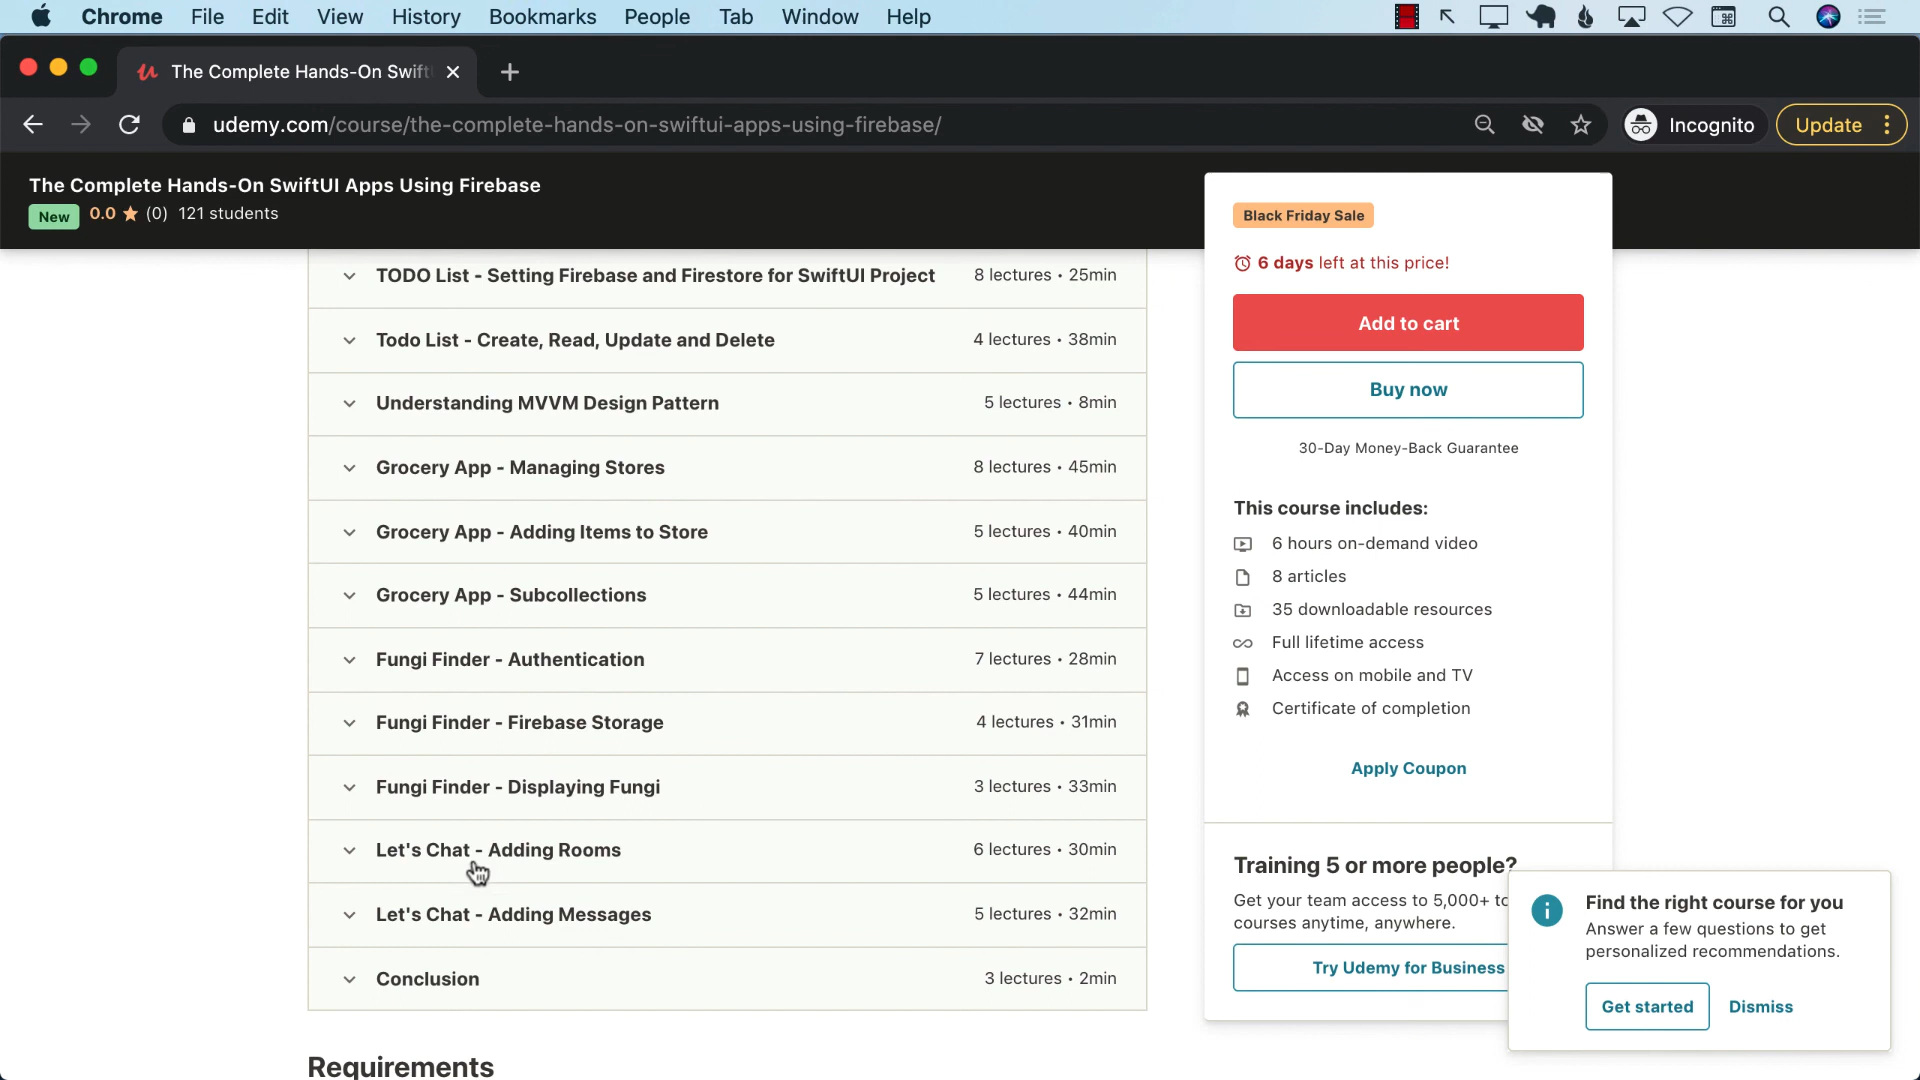 Chrome File Edit View History Bookmarks People Tab Window Help
The Complete Hands-On Swift
udemy.com/course/the-complete-hands-on-swiftui-apps-using-firebase/
Incognito
Update
The Complete Hands-On SwiftUI Apps Using Firebase
New 0.0 (0) 121 students
TODO List - Setting Firebase and Firestore for SwiftUI Project 8 lectures • 25min
Todo List - Create, Read, Update and Delete 4 lectures • 38min
Understanding MVVM Design Pattern 5 lectures • 8min
Grocery App - Managing Stores 8 lectures • 45min
Grocery App - Adding Items to Store 5 lectures • 40min
Grocery App - Subcollections 5 lectures • 44min
Fungi Finder - Authentication 7 lectures • 28min
Fungi Finder - Firebase Storage 4 lectures • 31min
Fungi Finder - Displaying Fungi 3 lectures • 33min
Let's Chat - Adding Rooms 6 lectures • 30min
Let's Chat - Adding Messages 5 lectures • 32min
Conclusion 3 lectures • 2min
Requirements
Black Friday Sale
6 days left at this price!
Add to cart
Buy now
30-Day Money-Back Guarantee
This course includes:
6 hours on-demand video
8 articles
35 downloadable resources
Full lifetime access
Access on mobile and TV
Certificate of completion
Apply Coupon
Training 5 or more people?
Get your team access to 5,000+
courses anytime, anywhere.
Try Udemy for Business
Find the right course for you
Answer a few questions to get
personalized recommendations.
Get started
Dismiss